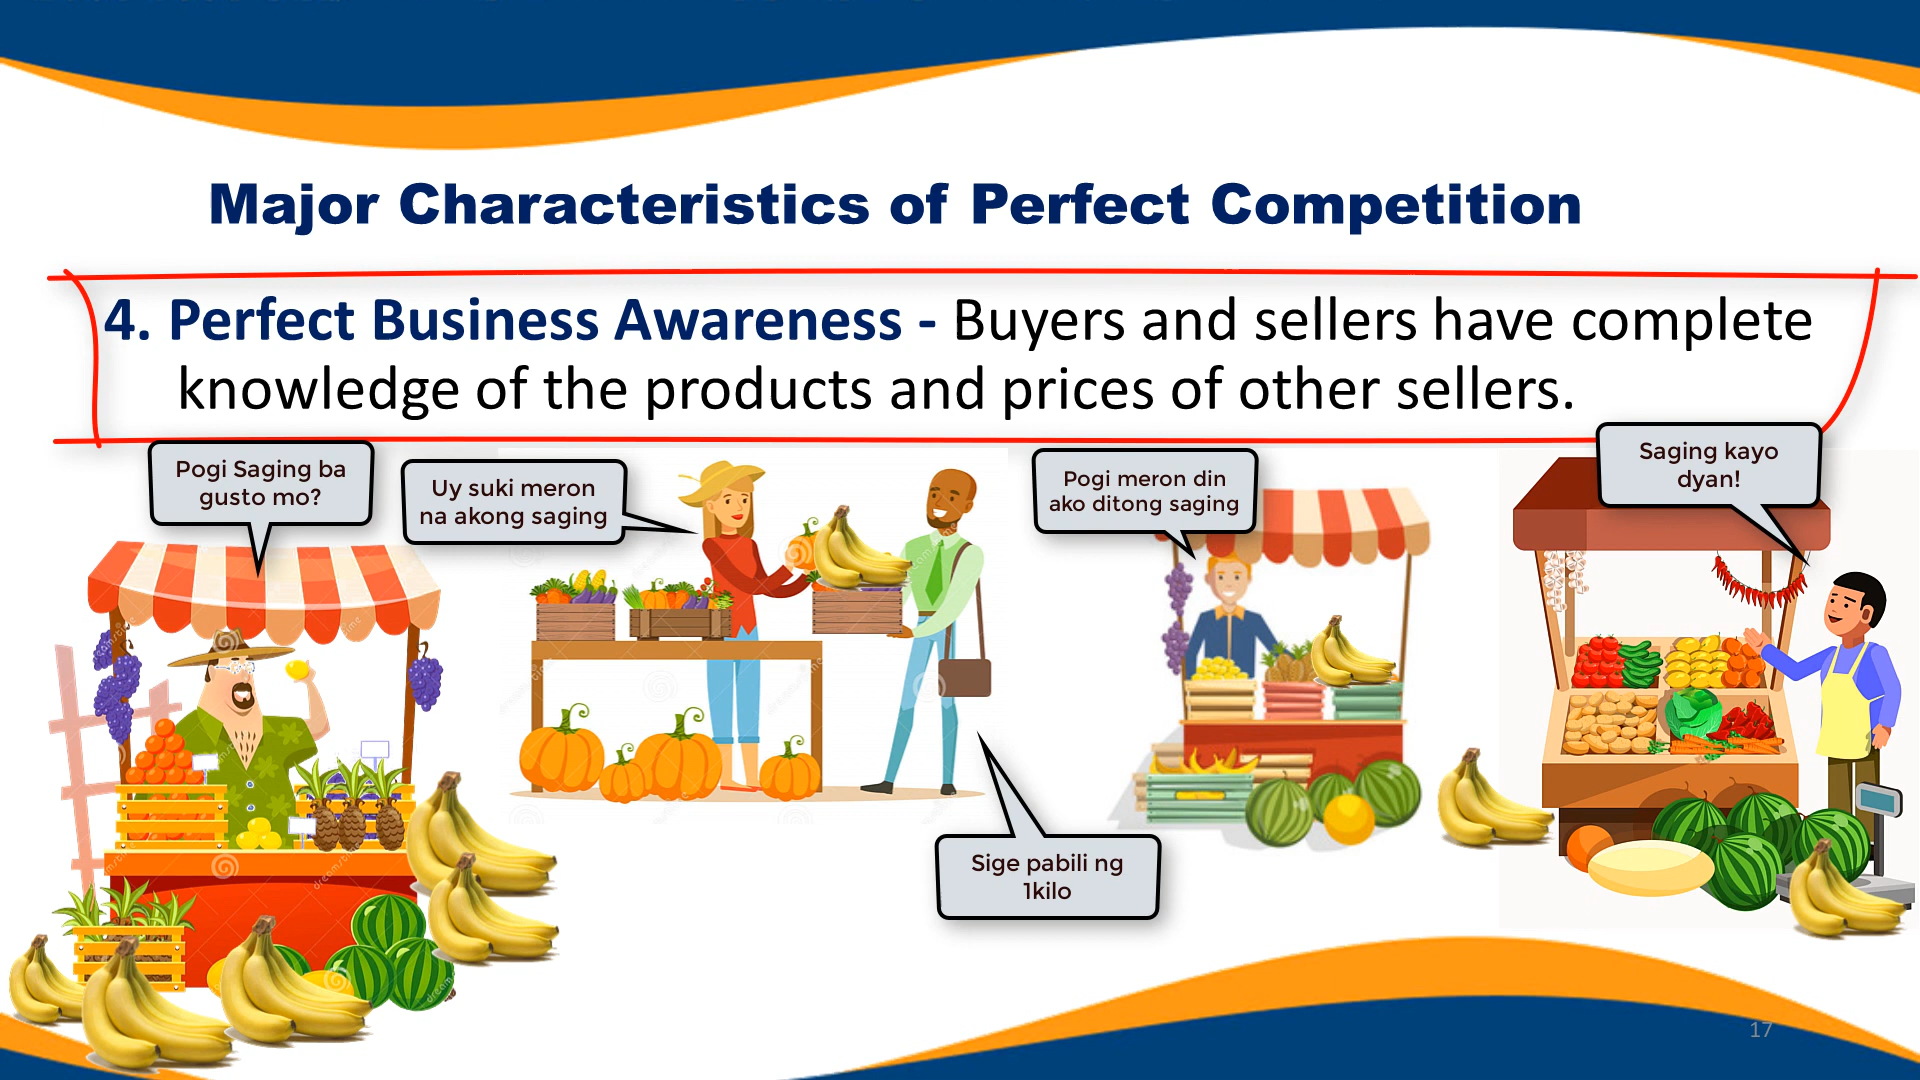 Major Characteristics of Perfect Competition
4. Perfect Business Awareness - Buyers and sellers have complete
knowledge of the products and prices of other sellers.
Pogi Saging ba
gusto mo?
Uy suki meron
na akong saging
Pogi meron din
ako ditong saging
Saging kayo
dyan!
Sige pabili ng
1kilo
17